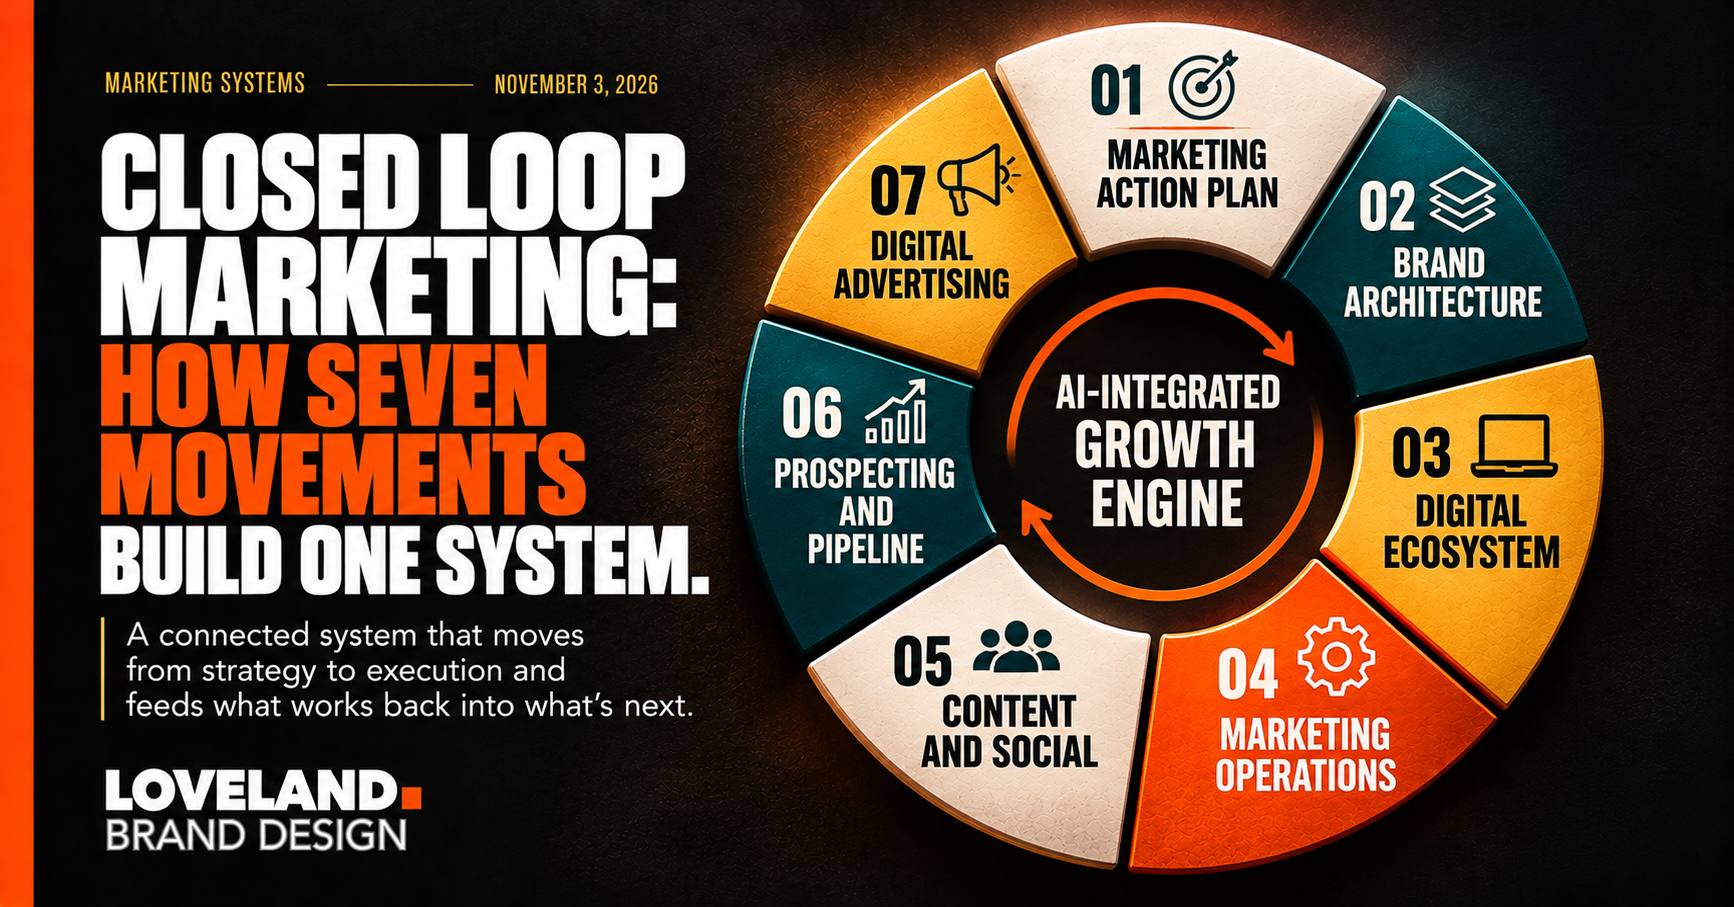 MARKETING SYSTEMS
NOVEMBER 3, 2026
CLOSED LOOP
MARKETING:
HOW SEVEN
MOVEMENTS
BUILD ONE SYSTEM.
A connected system that moves
from strategy to execution and
feeds what works back into what's next.
LOVELAND
BRAND DESIGN
01
MARKETING
ACTION PLAN
02
BRAND
ARCHITECTURE
03
DIGITAL
ECOSYSTEM
04
MARKETING
OPERATIONS
05
CONTENT
AND SOCIAL
06
PROSPECTING
AND
PIPELINE
07
DIGITAL
ADVERTISING
AI-INTEGRATED
GROWTH
ENGINE